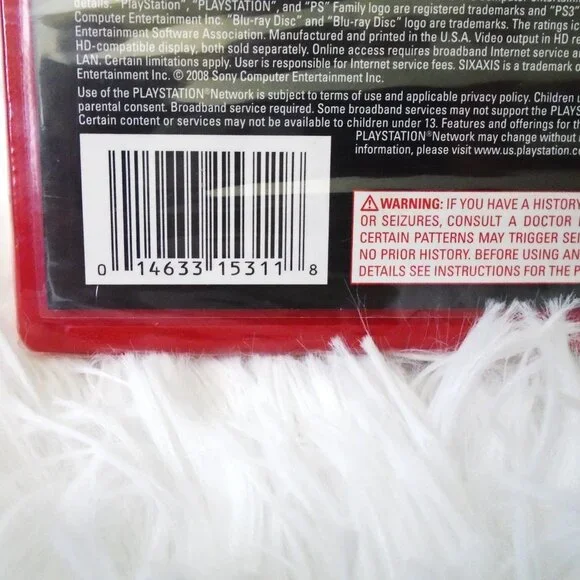 details. "PlayStation", "PLAYSTATION", and "PS" Family logo are registered trademarks and "PS3"
Computer Entertainment Inc. "Blu-ray Disc" and "Blu-ray Disc" logo are trademarks. The ratings ic
Entertainment Software Association. Manufactured and printed in the U.S.A. Video output in HD re
HD-compatible display, both sold separately. Online access requires broadband Internet service a
LAN. Certain limitations apply. User is responsible for Internet service fees. SIXAXIS is a trademark o
Entertainment Inc. © 2008 Sony Computer Entertainment Inc.
Use of the PLAYSTATION®Network is subject to terms of use and applicable privacy policy. Children u
parental consent. Broadband service required. Some broadband services may not support the PLAYS
Certain content may not be available to children under 13. Features and offerings for th
PLAYSTATION®Network may change without
information, please visit www.us.playstation.c
0 14633 15311 8
WARNING: IF YOU HAVE A HISTORY
OR SEIZURES, CONSULT A DOCTOR
CERTAIN PATTERNS MAY TRIGGER SEI
NO PRIOR HISTORY. BEFORE USING AN
DETAILS SEE INSTRUCTIONS FOR THE P